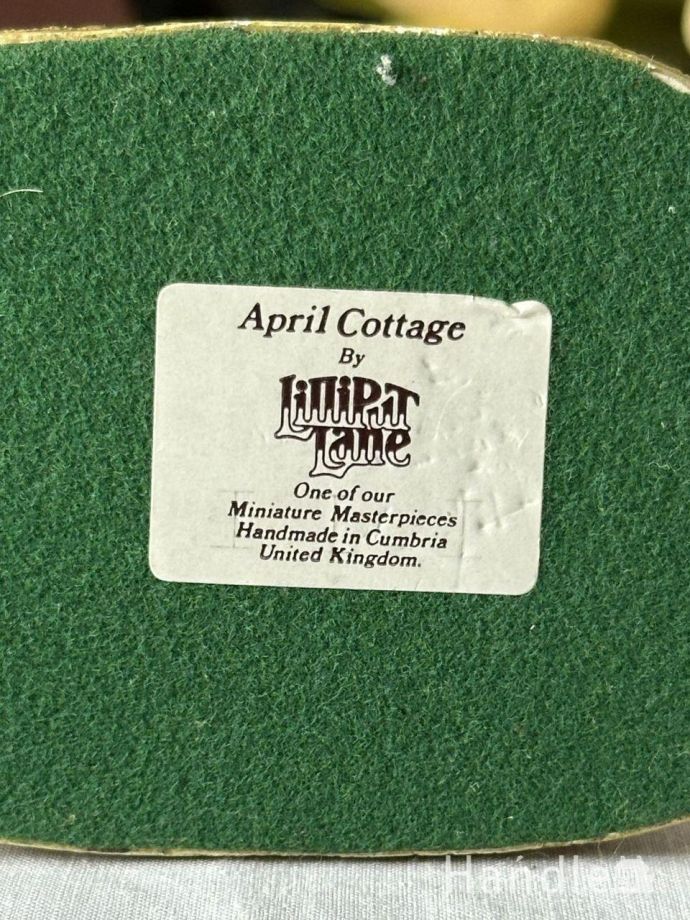 April Cottage
By
LILLIPUT
LANE
One of our
Miniature Masterpieces
Handmade in Cumbria
United Kingdom.
Handle